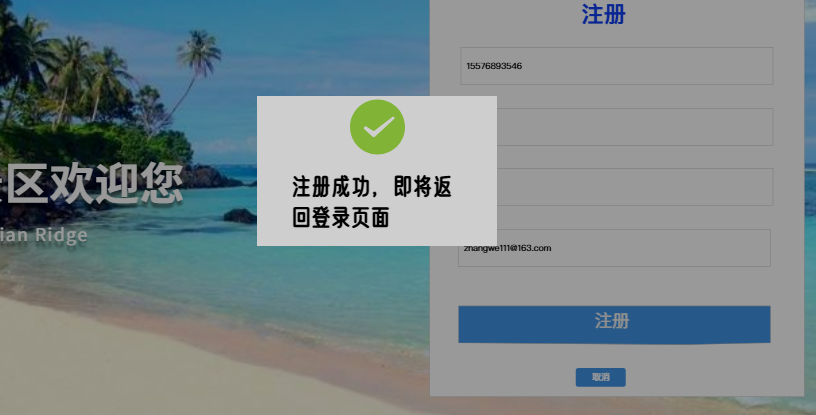 注册
15576893546
区欢迎您
ian Ridge
注册成功，即将返
回登录页面
zhangwe111@163.com
注册
取消